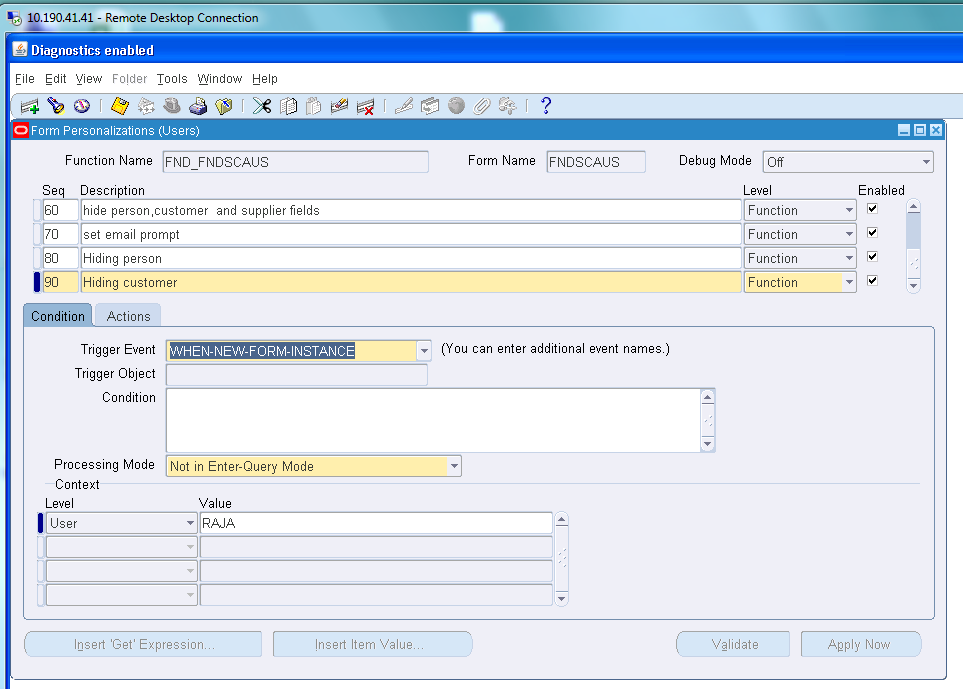 10.190.41.41 - Remote Desktop Connection
Diagnostics enabled
File Edit View Folder Tools Window Help
?
Form Personalizations (Users)
Function Name FND_FNDSCAUS Form Name FNDSCAUS Debug Mode Off
Seq Description Level Enabled
60 hide person,customer and supplier fields Function
70 set email prompt Function
80 Hiding person Function
90 Hiding customer Function
Condition Actions
Trigger Event WHEN-NEW-FORM-INSTANCE (You can enter additional event names.)
Trigger Object
Condition
Processing Mode Not in Enter-Query Mode
Context
Level Value
User RAJA
Insert 'Get' Expression... Insert Item Value... Validate Apply Now